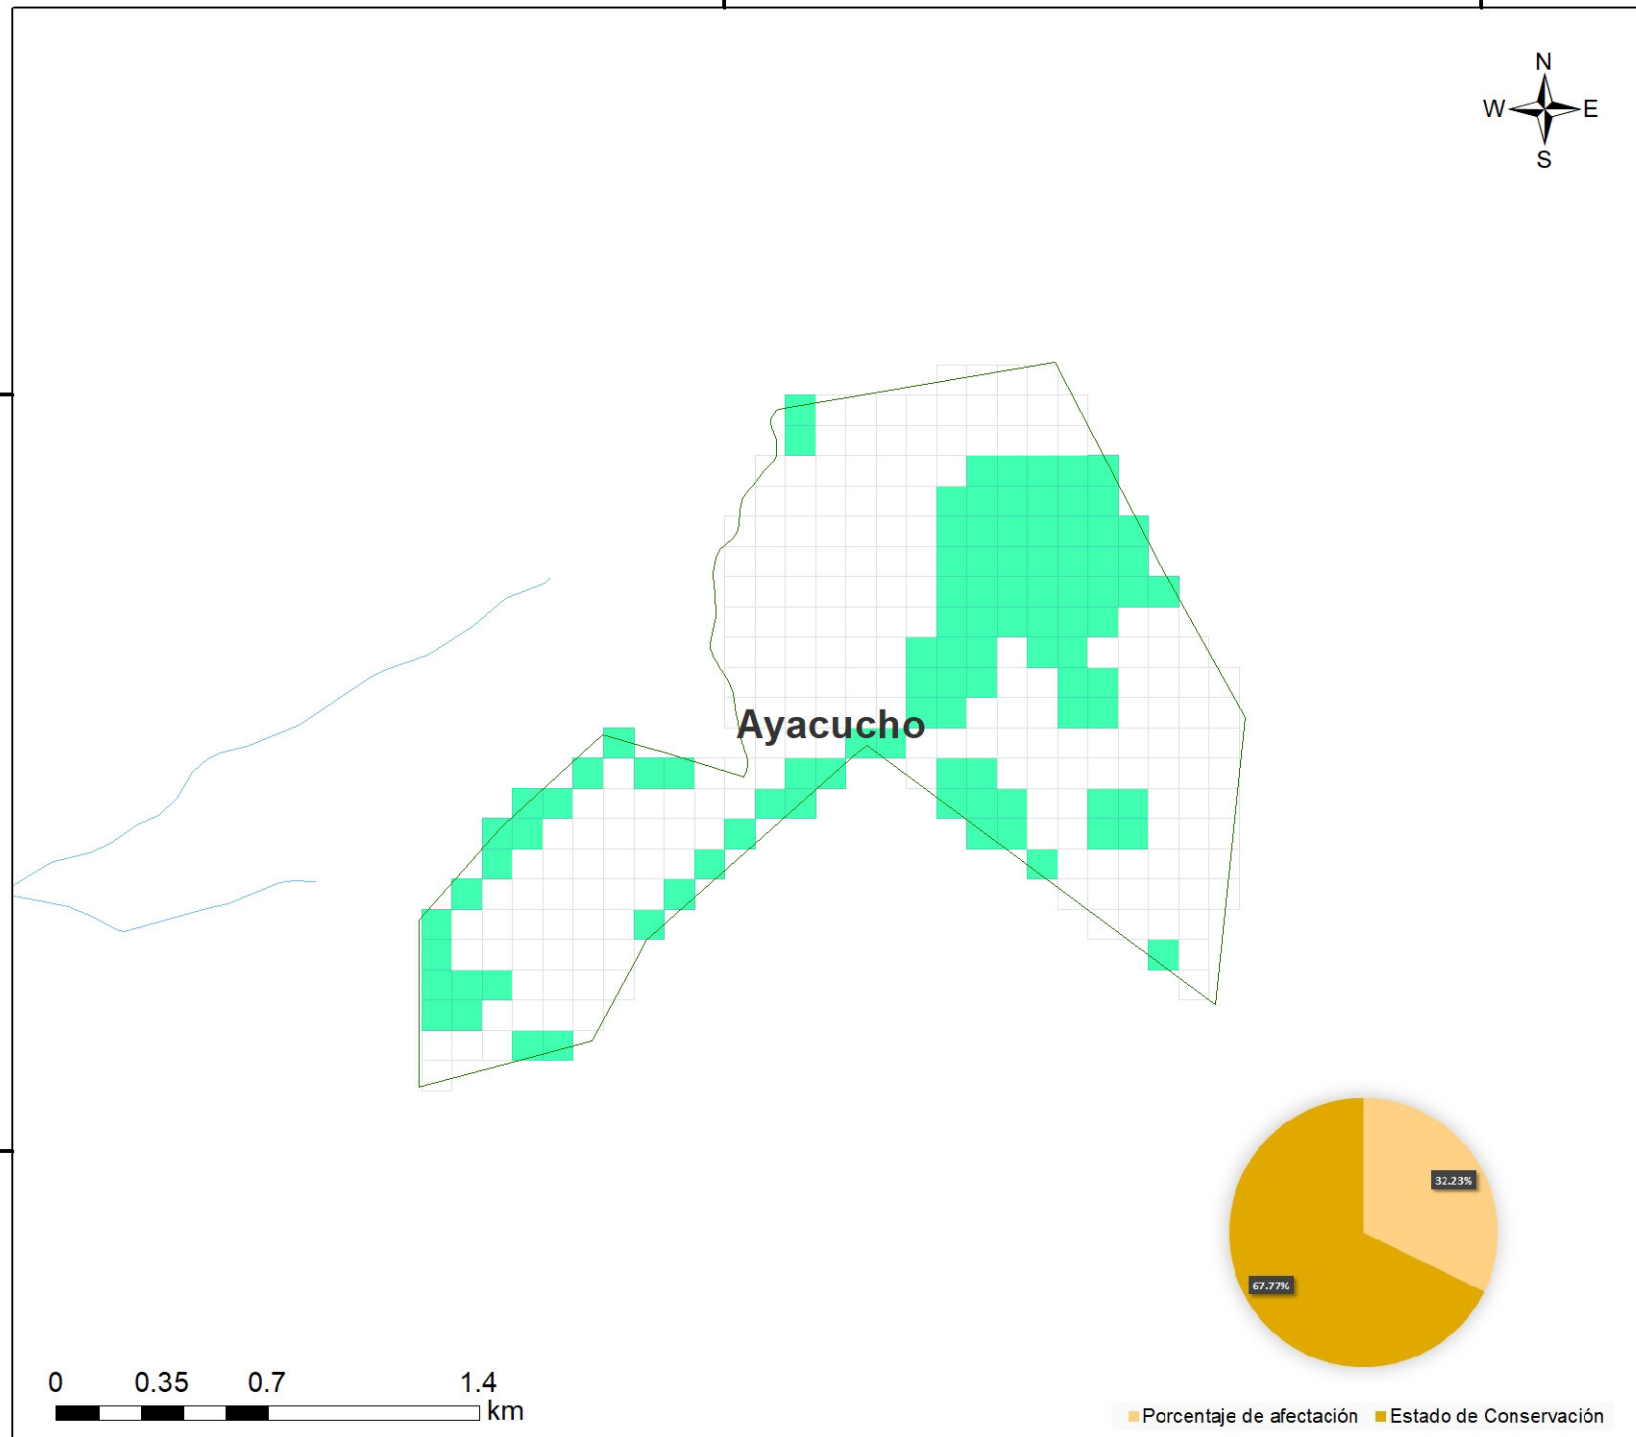 N
W E
S
Ayacucho
32.23%
67.77%
0 0.35 0.7 1.4
km
Porcentaje de afectación Estado de Conservación